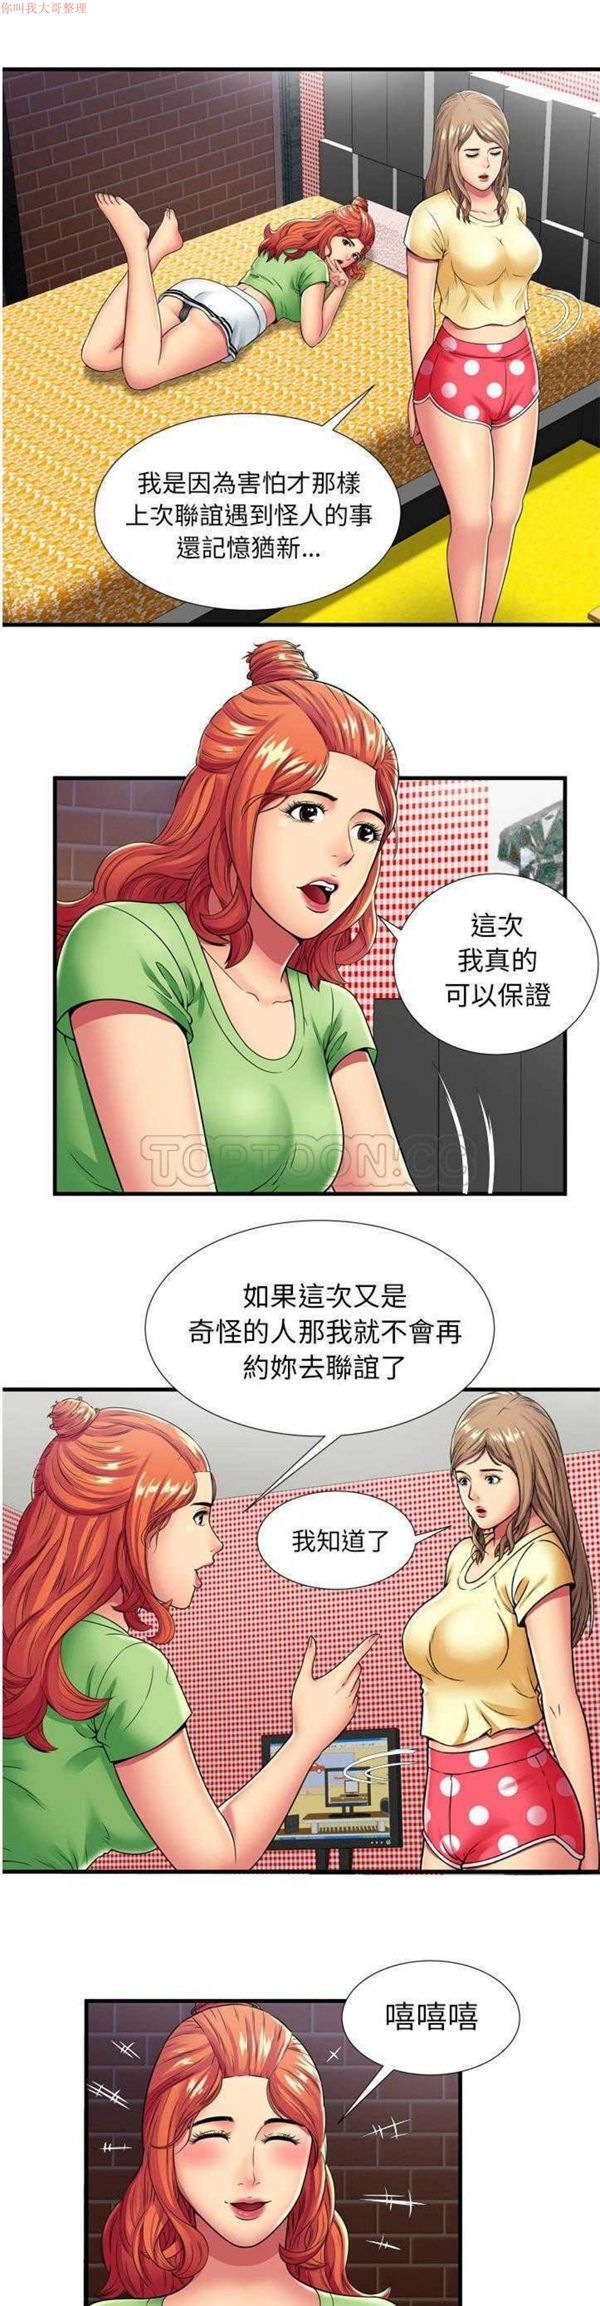 你叫我大哥整理
我是因為害怕才那樣
上次聯誼遇到怪人的事
還記憶猶新...
這次
我真的
可以保證
TOPTOON.CC
如果這次又是
奇怪的人那我就不會再
約妳去聯誼了
我知道了
嘻嘻嘻